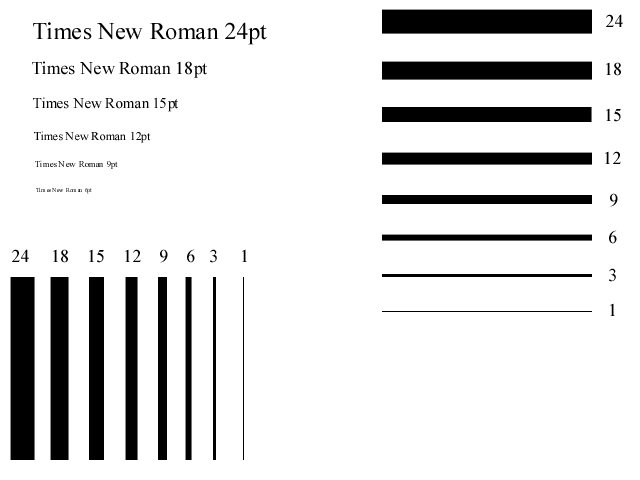 Times New Roman 24pt
Times New Roman 18pt
Times New Roman 15pt
Times New Roman 12pt
Times New Roman 9pt
Times New Roman 6pt
24
18
15
12
9
6
3
1
24 18 15 12 9 6 3 1